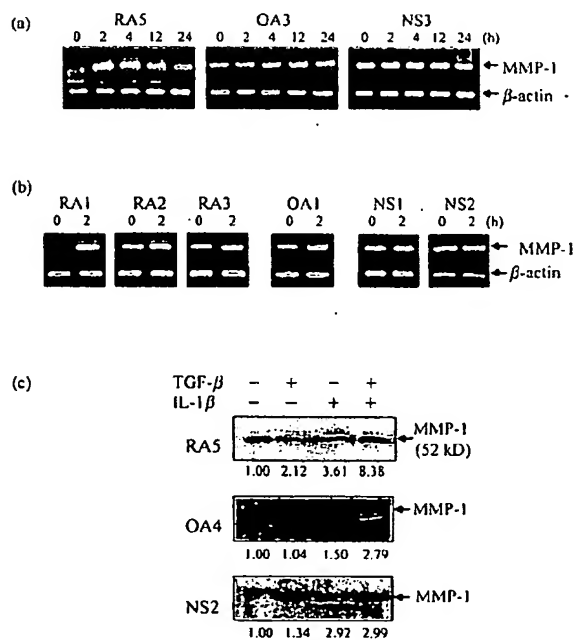 (a)
RA5 OA3 NS3
0 2 4 12 24 0 2 4 12 24 0 2 4 12 24 (h)
MMP-1
β-actin
(b)
RA1 RA2 RA3 OA1 NS1 NS2
0 2 0 2 0 2 0 2 0 2 0 2 (h)
MMP-1
β-actin
(c)
TGF-β − + − +
IL-1β − − + +
RA5 MMP-1
(52 kD)
1.00 2.12 3.61 8.38
OA4 MMP-1
1.00 1.04 1.50 2.79
NS2 MMP-1
1.00 1.34 2.92 2.99